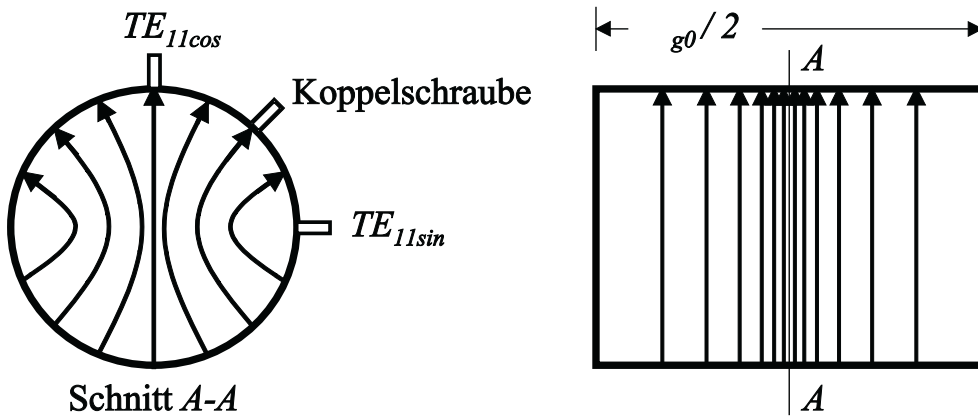 TE11cos
Koppelschraube
TE11sin
Schnitt A-A
g0 / 2
A
A